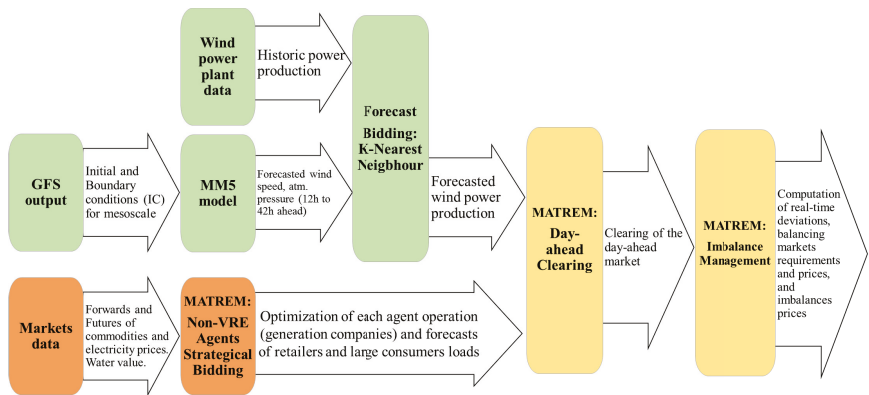 Wind
power
plant
data
Historic power
production
Forecast
Bidding:
K-Nearest
Neigbhour
GFS
output
Initial and
Boundary
conditions (IC)
for mesoscale
MM5
model
Forecasted wind
speed, atm.
pressure (12h to
42h ahead)
Forecasted
wind power
production
MATREM:
Day-
ahead
Clearing
Clearing of the
day-ahead
market
MATREM:
Imbalance
Management
Computation
of real-time
deviations,
balancing
markets
requirements
and prices,
and
imbalances
prices
Markets
data
Forwards and
Futures of
commodities and
electricity prices.
Water value.
MATREM:
Non-VRE
Agents
Strategical
Bidding
Optimization of each agent operation
(generation companies) and forecasts
of retailers and large consumers loads